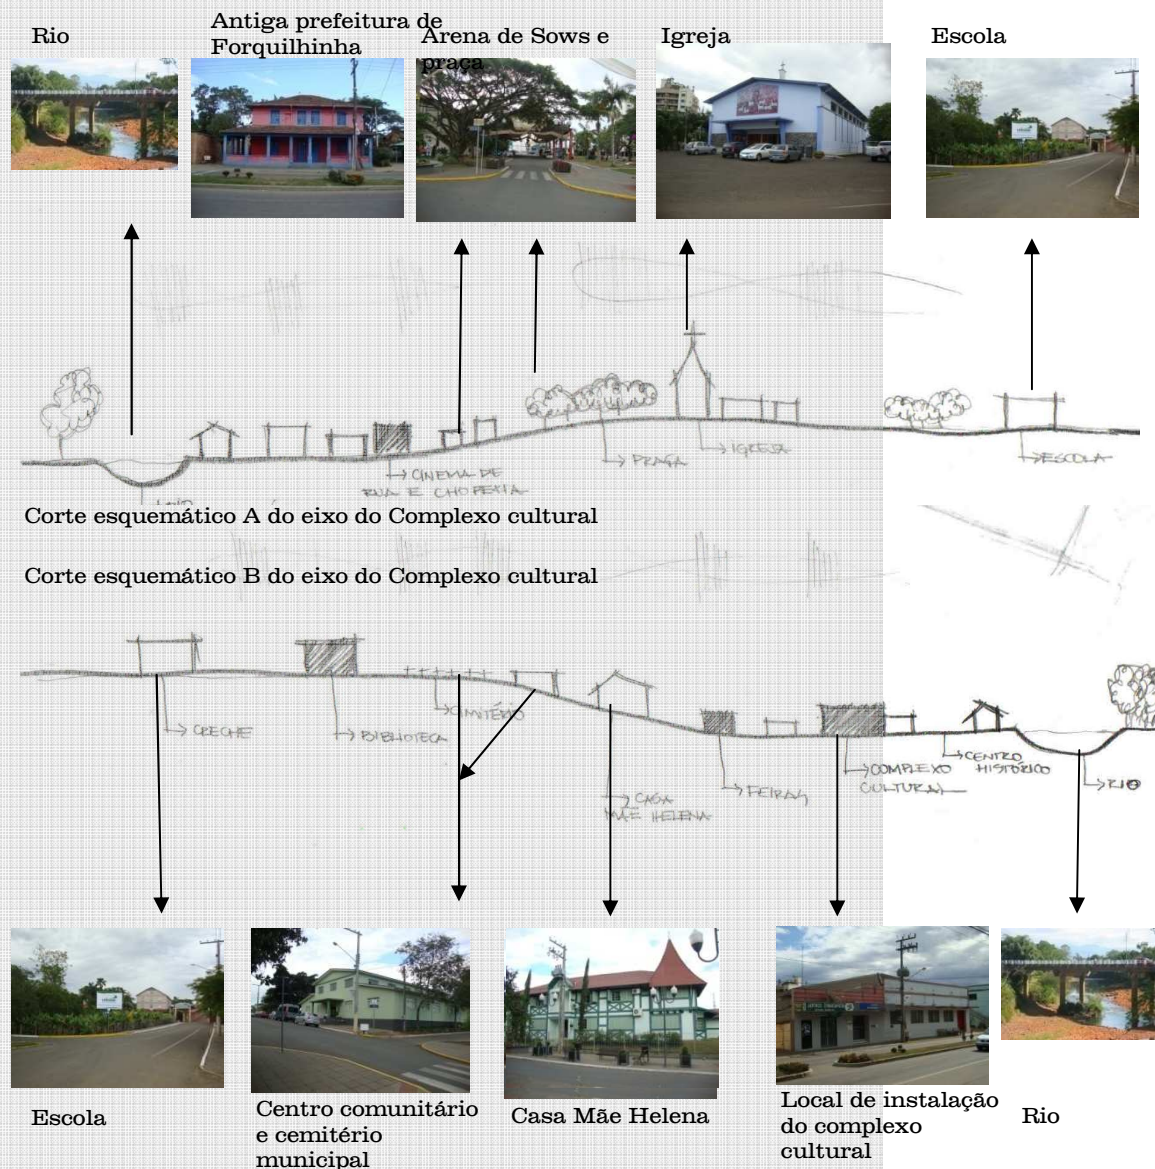 Rio
Antiga prefeitura de
Forquilhinha
Arena de Sows e
praça
Igreja
Escola
CINEMA DE
RUA E CHOPERIA
PRAÇA
IGREJA
ESCOLA
Corte esquemático A do eixo do Complexo cultural
Corte esquemático B do eixo do Complexo cultural
CRECHE
BIBLIOTECA
CIMITÉRIO
CASA
MÃE HELENA
FEIRAS
COMPLEXO
CULTURAL
CENTRO
HISTÓRICO
RIO
Escola
Centro comunitário
e cemitério
municipal
Casa Mãe Helena
Local de instalação
do complexo
cultural
Rio